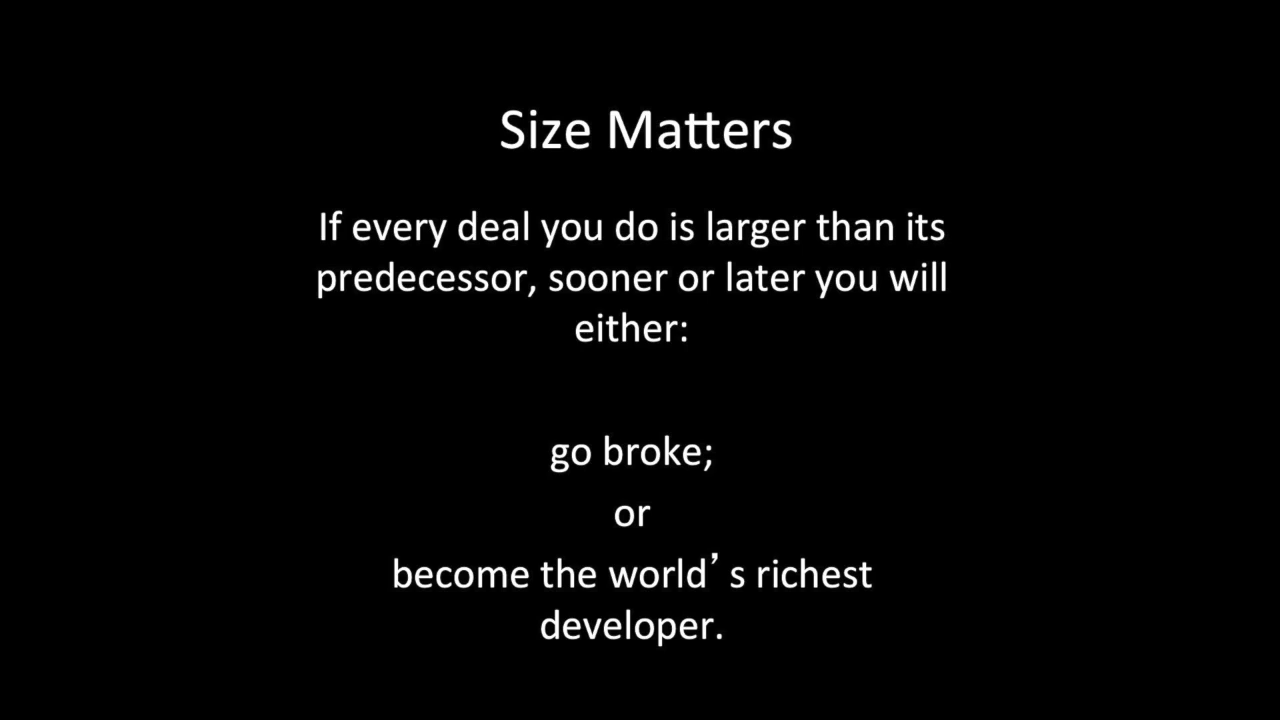 Size Matters
If every deal you do is larger than its
predecessor, sooner or later you will
either:
go broke;
or
become the world’s richest
developer.